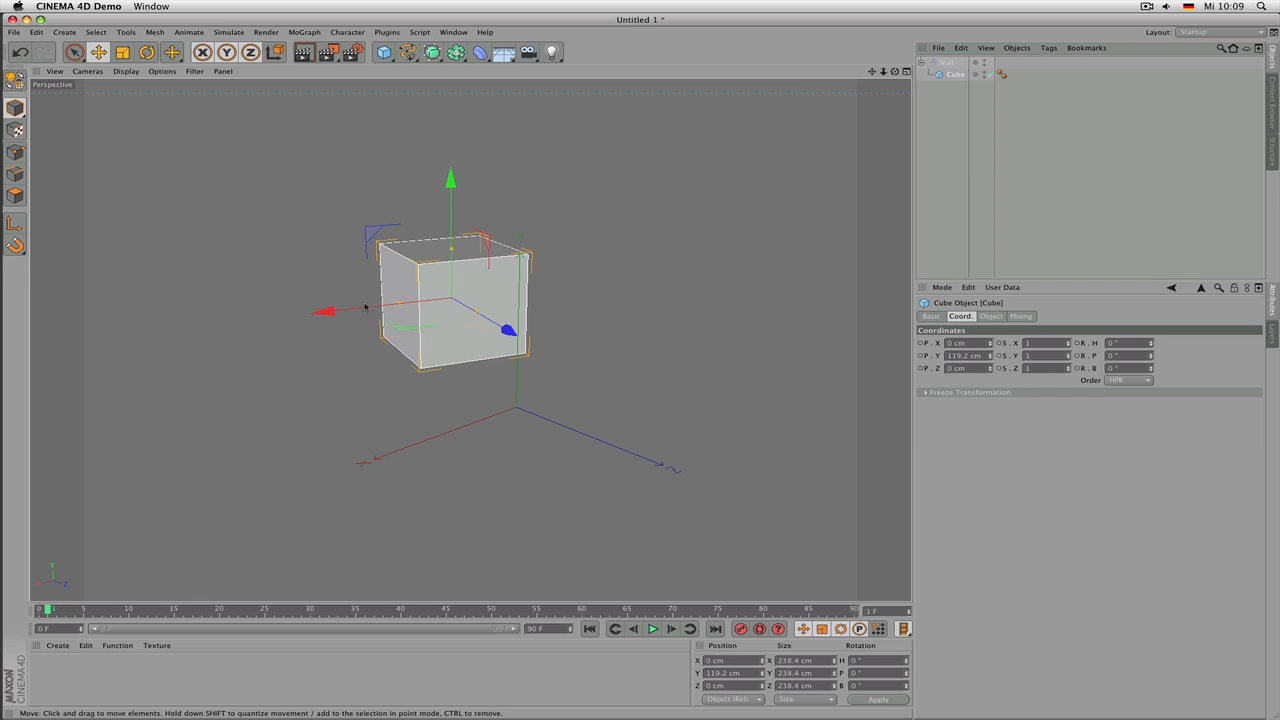 CINEMA 4D Demo Window
Mi 10:09
Untitled 1 *
File Edit Create Select Tools Mesh Animate Simulate Render MoGraph Character Plugins Script Window Help
Layout: Startup
File Edit View Objects Tags Bookmarks
View Cameras Display Options Filter Panel
Perspective
Null
Cube
Objects
Content Browser
Structure
X Y Z
Mode Edit User Data
Cube Object [Cube]
Basic Coord. Object Phong
Coordinates
P . X 0 cm S . X 1 R . H 0 °
P . Y 119.2 cm S . Y 1 R . P 0 °
P . Z 0 cm S . Z 1 R . B 0 °
Order HPB
Freeze Transformation
Attributes
Layers
Y
Z
0 1 5 10 15 20 25 30 35 40 45 50 55 60 65 70 75 80 85 90
1 F
0 F
90 F
P
Create Edit Function Texture
Position Size Rotation
X 0 cm X 238.4 cm H 0 °
Y 119.2 cm Y 238.4 cm P 0 °
Z 0 cm Z 238.4 cm B 0 °
Object (Rel) Size Apply
MAXON
CINEMA 4D
Move: Click and drag to move elements. Hold down SHIFT to quantize movement / add to the selection in point mode, CTRL to remove.